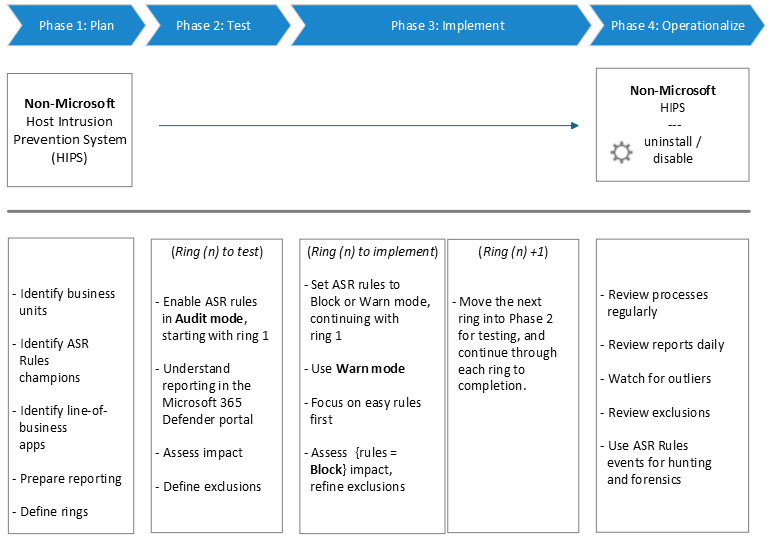 Phase 1: Plan
Phase 2: Test
Phase 3: Implement
Phase 4: Operationalize
Non-Microsoft
Host Intrusion
Prevention System
(HIPS)
Non-Microsoft
HIPS
---
uninstall /
disable
- Identify business
units
- Identify ASR
Rules
champions
- Identify line-of-
business
apps
- Prepare reporting
- Define rings
(Ring (n) to test)
- Enable ASR rules
in Audit mode,
starting with ring 1
- Understand
reporting in the
Microsoft 365
Defender portal
- Assess impact
- Define exclusions
(Ring (n) to implement)
- Set ASR rules to
Block or Warn mode,
continuing with
ring 1
- Use Warn mode
- Focus on easy rules
first
- Assess {rules =
Block} impact,
refine exclusions
(Ring (n) +1)
- Move the next
ring into Phase 2
for testing, and
continue through
each ring to
completion.
- Review processes
regularly
- Review reports daily
- Watch for outliers
- Review exclusions
- Use ASR Rules
events for hunting
and forensics